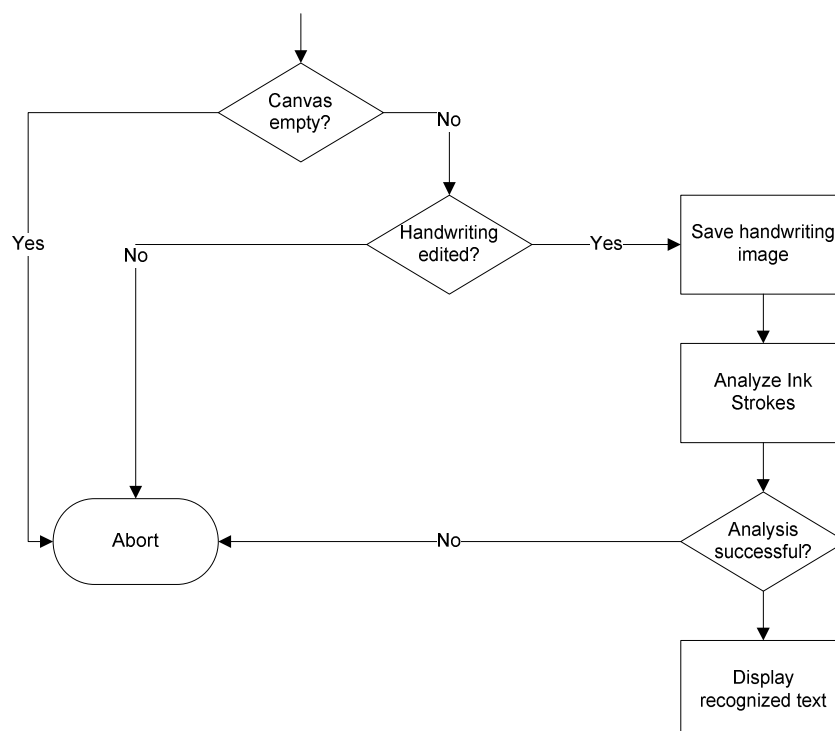 Canvas
empty?
No
Yes
Handwriting
edited?
No
Yes
Save handwriting
image
Analyze Ink
Strokes
Abort
No
Analysis
successful?
Display
recognized text